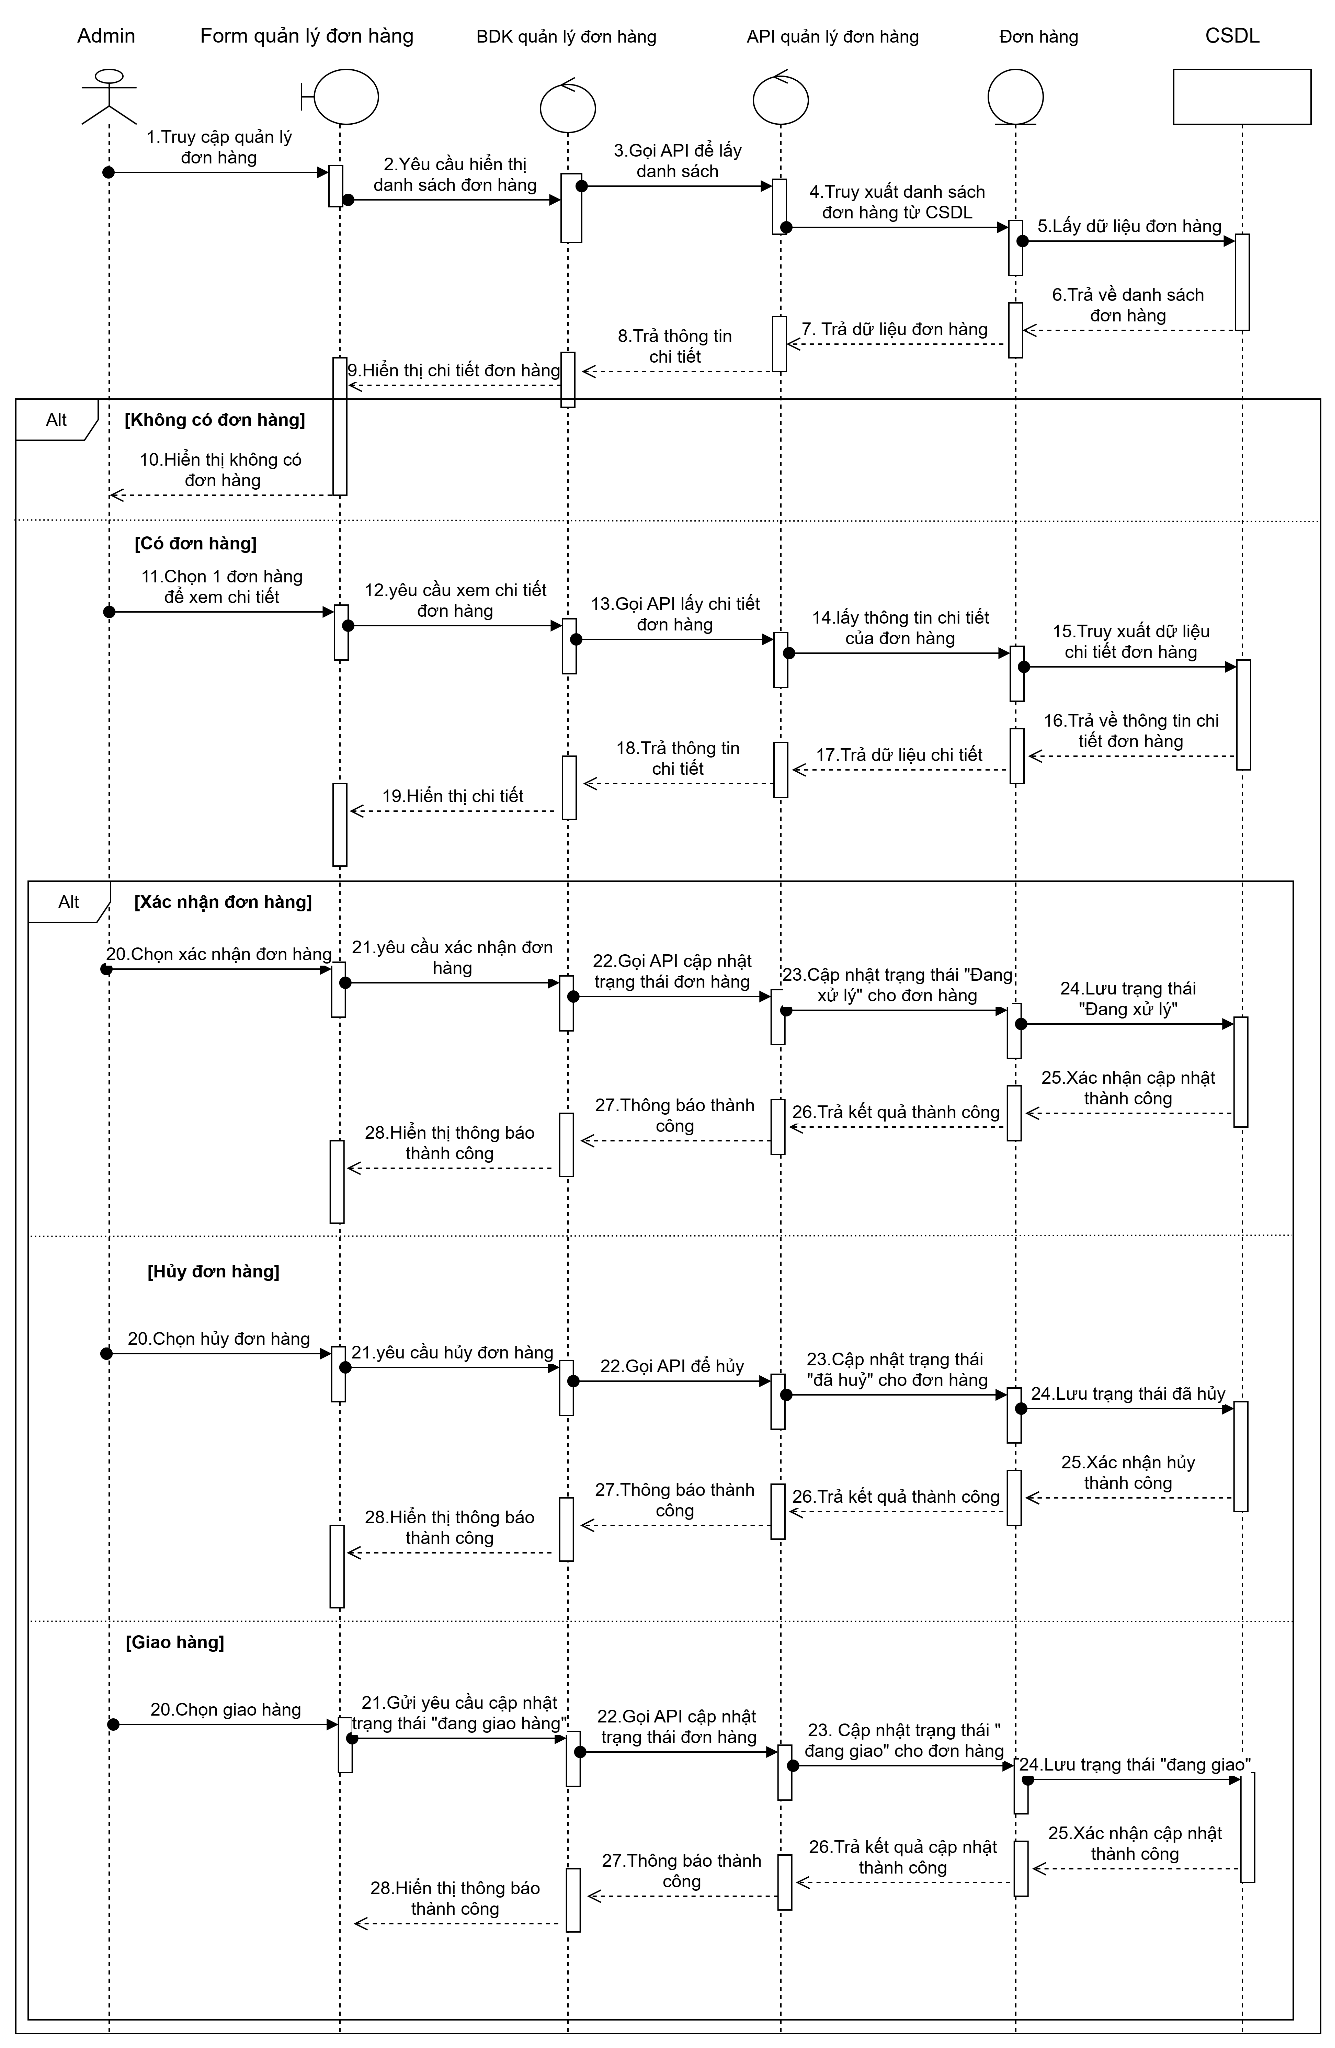 Admin
Form quản lý đơn hàng
BDK quản lý đơn hàng
API quản lý đơn hàng
Đơn hàng
CSDL
1.Truy cập quản lý
đơn hàng
2.Yêu cầu hiển thị
danh sách đơn hàng
3.Gọi API để lấy
danh sách
4.Truy xuất danh sách
đơn hàng từ CSDL
5.Lấy dữ liệu đơn hàng
6.Trả về danh sách
đơn hàng
7. Trả dữ liệu đơn hàng
8.Trả thông tin
chi tiết
9.Hiển thị chi tiết đơn hàng
Alt
[Không có đơn hàng]
10.Hiển thị không có
đơn hàng
[Có đơn hàng]
11.Chọn 1 đơn hàng
để xem chi tiết
12.yêu cầu xem chi tiết
đơn hàng
13.Gọi API lấy chi tiết
đơn hàng
14.lấy thông tin chi tiết
của đơn hàng
15.Truy xuất dữ liệu
chi tiết đơn hàng
16.Trả về thông tin chi
tiết đơn hàng
17.Trả dữ liệu chi tiết
18.Trả thông tin
chi tiết
19.Hiển thị chi tiết
Alt
[Xác nhận đơn hàng]
20.Chọn xác nhận đơn hàng
21.yêu cầu xác nhận đơn
hàng
22.Gọi API cập nhật
trạng thái đơn hàng
23.Cập nhật trạng thái "Đang
xử lý" cho đơn hàng
24.Lưu trạng thái
"Đang xử lý"
25.Xác nhận cập nhật
thành công
26.Trả kết quả thành công
27.Thông báo thành
công
28.Hiển thị thông báo
thành công
[Hủy đơn hàng]
20.Chọn hủy đơn hàng
21.yêu cầu hủy đơn hàng
22.Gọi API để hủy
23.Cập nhật trạng thái
"đã huỷ" cho đơn hàng
24.Lưu trạng thái đã hủy
25.Xác nhận hủy
thành công
26.Trả kết quả thành công
27.Thông báo thành
công
28.Hiển thị thông báo
thành công
[Giao hàng]
20.Chọn giao hàng
21.Gửi yêu cầu cập nhật
trạng thái "đang giao hàng"
22.Gọi API cập nhật
trạng thái đơn hàng
23. Cập nhật trạng thái "
đang giao" cho đơn hàng
24.Lưu trạng thái "đang giao"
25.Xác nhận cập nhật
thành công
26.Trả kết quả cập nhật
thành công
27.Thông báo thành
công
28.Hiển thị thông báo
thành công